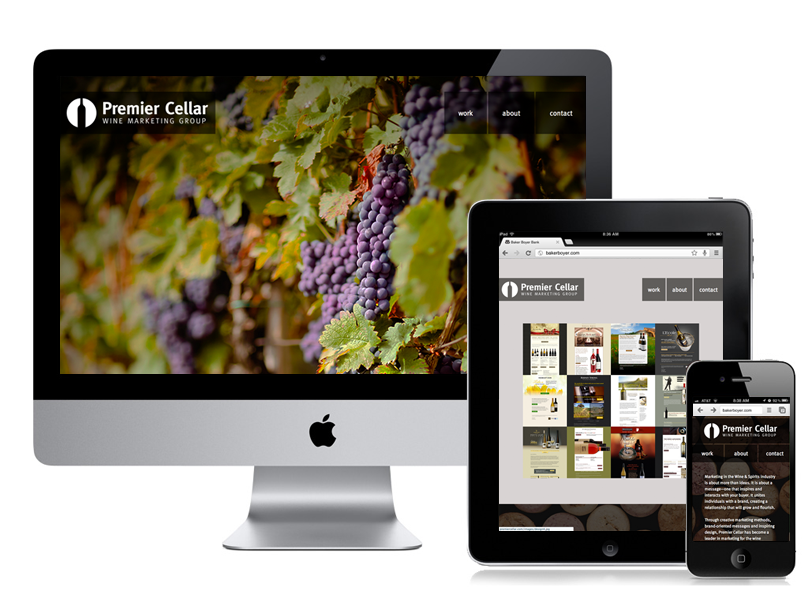 Premier Cellar
WINE MARKETING GROUP
work
about
contact
iPad
9:36 AM
Baker Boyer Bank
bakerboyer.com
Premier Cellar
WINE MARKETING GROUP
work
about
contact
AT&T
9:36 AM
bakerboyer.com
Premier Cellar
WINE MARKETING GROUP
work
about
contact
Marketing in the Wine & Spirits Industry
is about more than ideas. It is about a
message—one that inspires and
interacts with your buyer. It unites
individuals with a brand, creating a
relationship that will grow and flourish.
Through creative marketing methods,
brand-oriented messages and inspiring
design, Premier Cellar has become a
leader in marketing for the wine